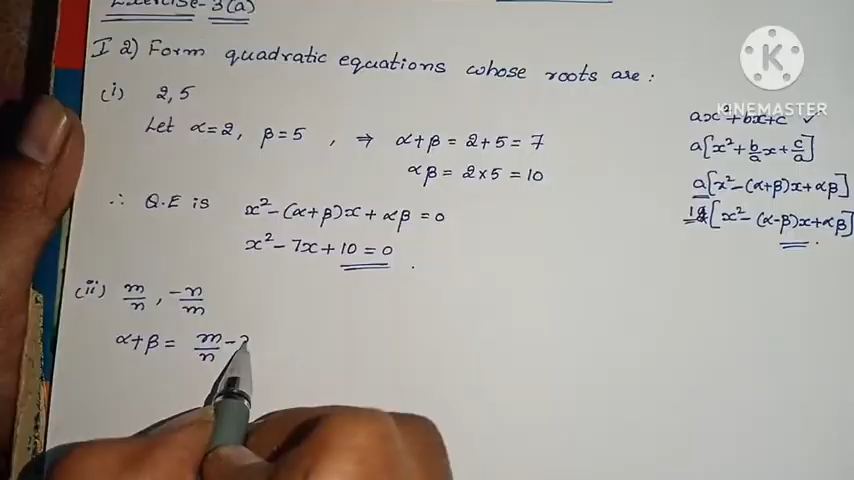 Exercise-3(a)
I 2) Form quadratic equations whose roots are :
(i) 2, 5
Let α=2, β=5 , ⇒ α+β = 2+5 = 7
αβ = 2×5 = 10
∴ Q.E is x²-(α+β)x+αβ=0
x²-7x+10=0 .
(ii) m/n , -n/m
α+β = m/n -
K
KINEMASTER
ax²+bx+c ✓
a[x²+b/a x+c/a]
a[x²-(α+β)x+αβ]
[x²-(α-β)x+αβ]